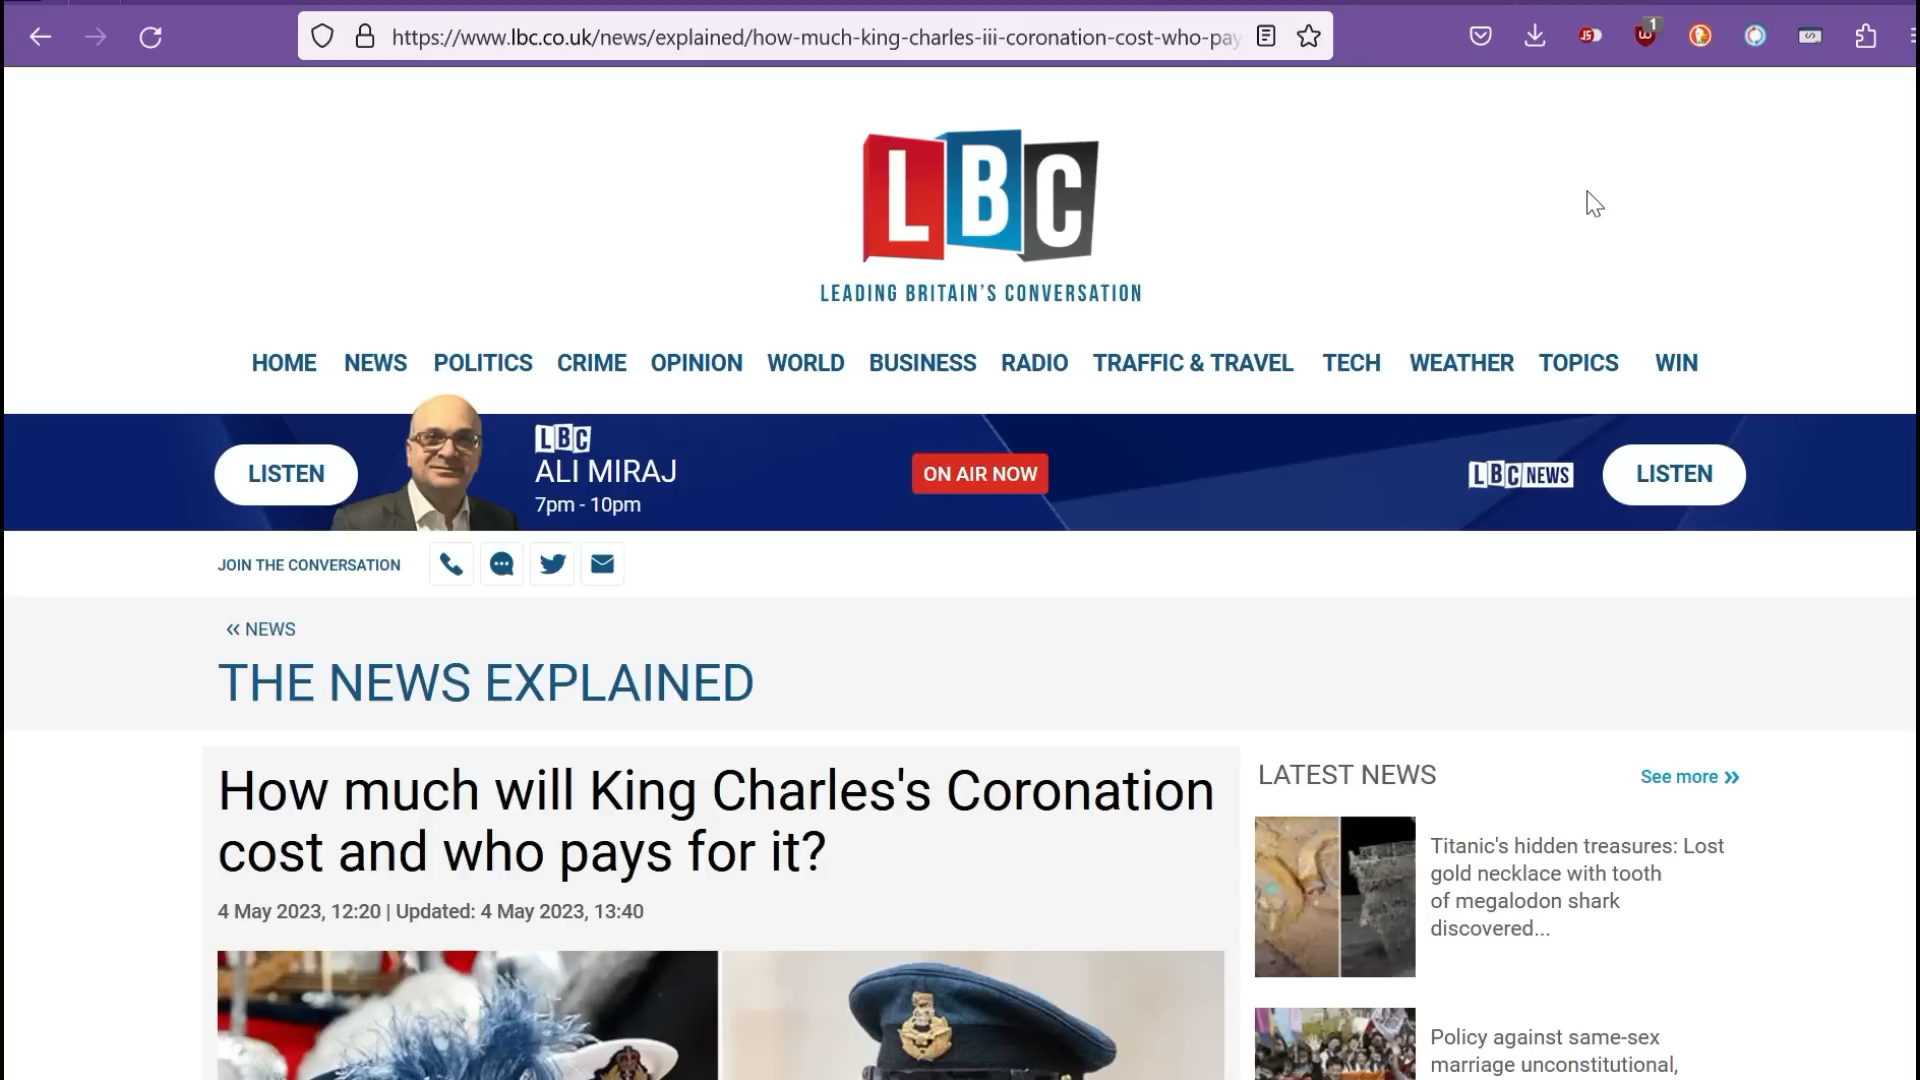 https://www.lbc.co.uk/news/explained/how-much-king-charles-iii-coronation-cost-who-pay
1
LBC
LEADING BRITAIN'S CONVERSATION
HOME NEWS POLITICS CRIME OPINION WORLD BUSINESS RADIO TRAFFIC & TRAVEL TECH WEATHER TOPICS WIN
LISTEN
LBC
ALI MIRAJ
7pm - 10pm
ON AIR NOW
LBC NEWS
LISTEN
JOIN THE CONVERSATION
« NEWS
THE NEWS EXPLAINED
How much will King Charles's Coronation
cost and who pays for it?
4 May 2023, 12:20 | Updated: 4 May 2023, 13:40
LATEST NEWS
See more »
Titanic's hidden treasures: Lost
gold necklace with tooth
of megalodon shark
discovered...
Policy against same-sex
marriage unconstitutional,